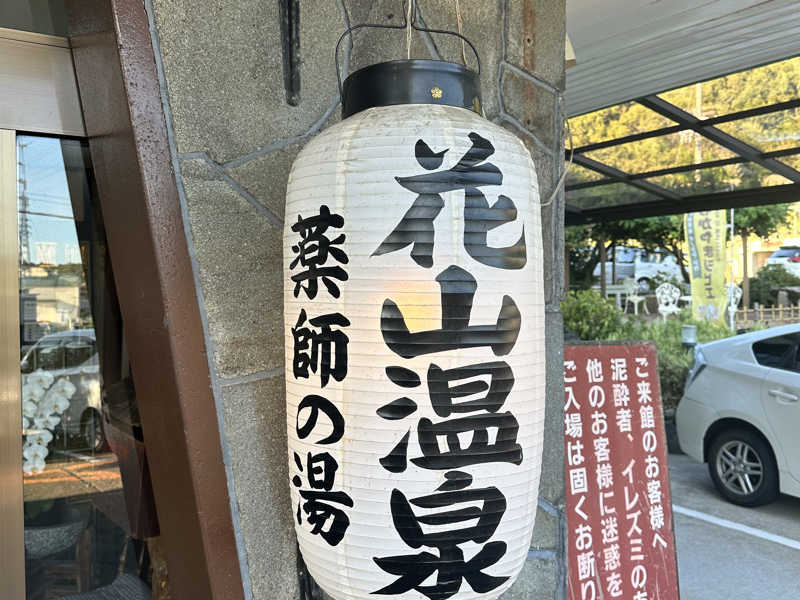 花山温泉
薬師の湯
ご来館のお客様へ
泥酔者、イレズミのあ
他のお客様に迷惑を
ご入場は固くお断り